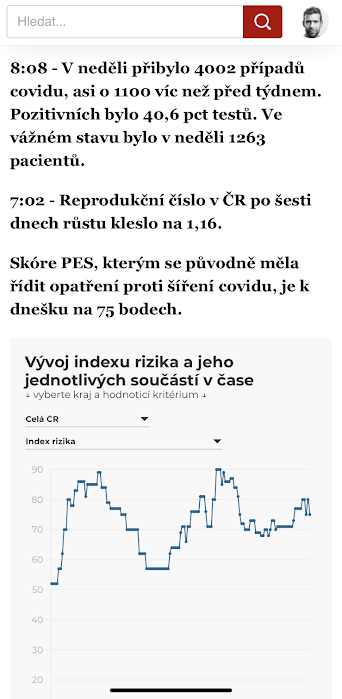 Hledat...
8:08 - V neděli přibylo 4002 případů
covidu, asi o 1100 víc než před týdnem.
Pozitivních bylo 40,6 pct testů. Ve
vážném stavu bylo v neděli 1263
pacientů.
7:02 - Reprodukční číslo v ČR po šesti
dnech růstu kleslo na 1,16.
Skóre PES, kterým se původně měla
řídit opatření proti šíření covidu, je k
dnešku na 75 bodech.
Vývoj indexu rizika a jeho
jednotlivých součástí v čase
↓ vyberte kraj a hodnoticí kritérium ↓
Celá ČR
Index rizika
90
80
70
60
50
40
30
20